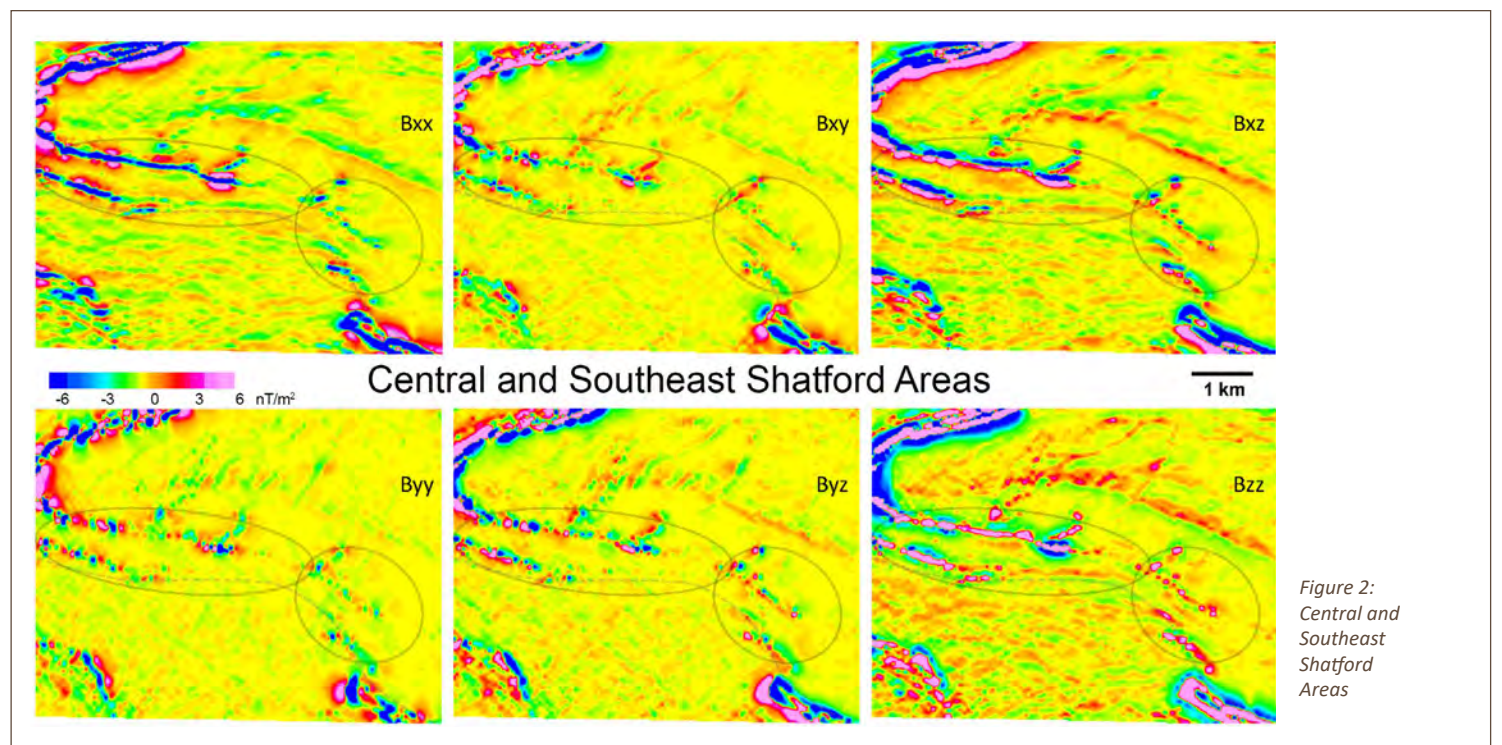 Bxx
Bxy
Bxz
-6 -3 0 3 6 nT/m²
Central and Southeast Shatford Areas
1 km
Byy
Byz
Bzz
Figure 2:
Central and
Southeast
Shatford
Areas